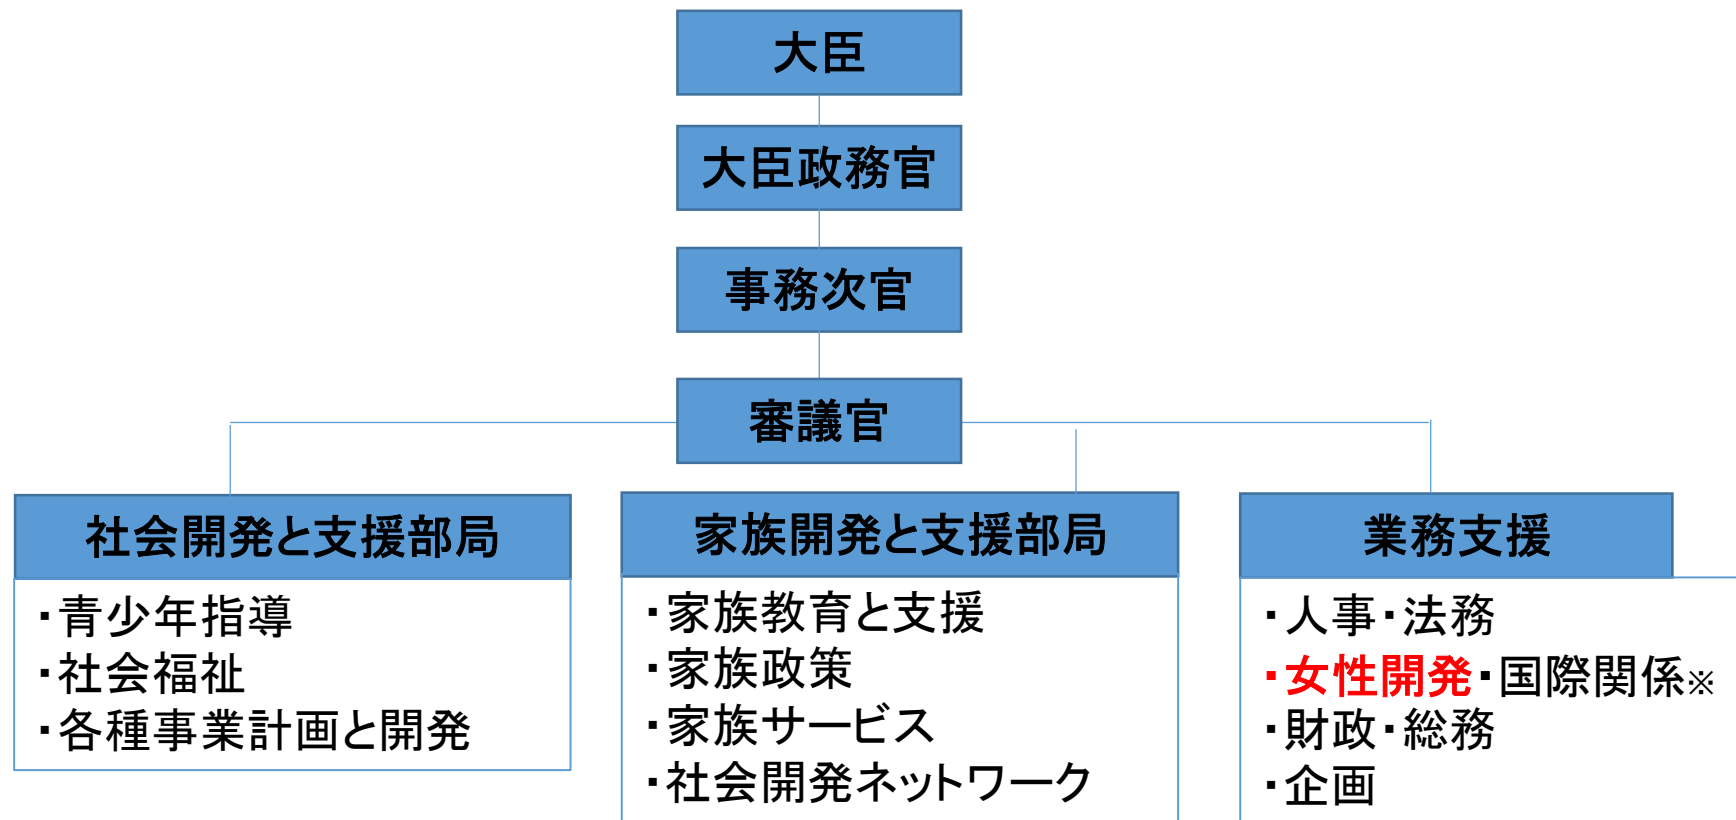 大臣
大臣政務官
事務次官
審議官
社会開発と支援部局
・青少年指導
・社会福祉
・各種事業計画と開発
家族開発と支援部局
・家族教育と支援
・家族政策
・家族サービス
・社会開発ネットワーク
業務支援
・人事・法務
・女性開発・国際関係※
・財政・総務
・企画